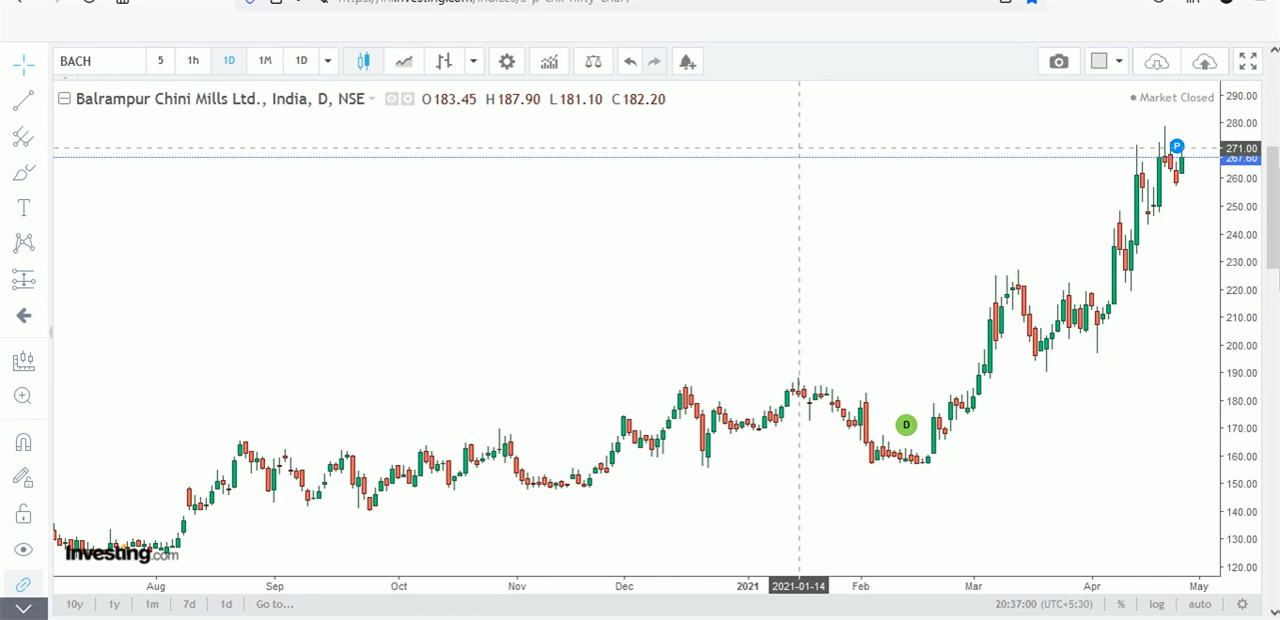 BACH 5 1h 1D 1M 1D
Balrampur Chini Mills Ltd., India, D, NSE O183.45 H187.90 L181.10 C182.20
Market Closed
290.00
280.00
P
271.00
267.60
260.00
250.00
240.00
230.00
220.00
210.00
200.00
190.00
180.00
D
170.00
160.00
150.00
140.00
130.00
120.00
Investing.com
Aug Sep Oct Nov Dec 2021 2021-01-14 Feb Mar Apr May
10y 1y 1m 7d 1d Go to... 20:37:00 (UTC+5:30) % log auto